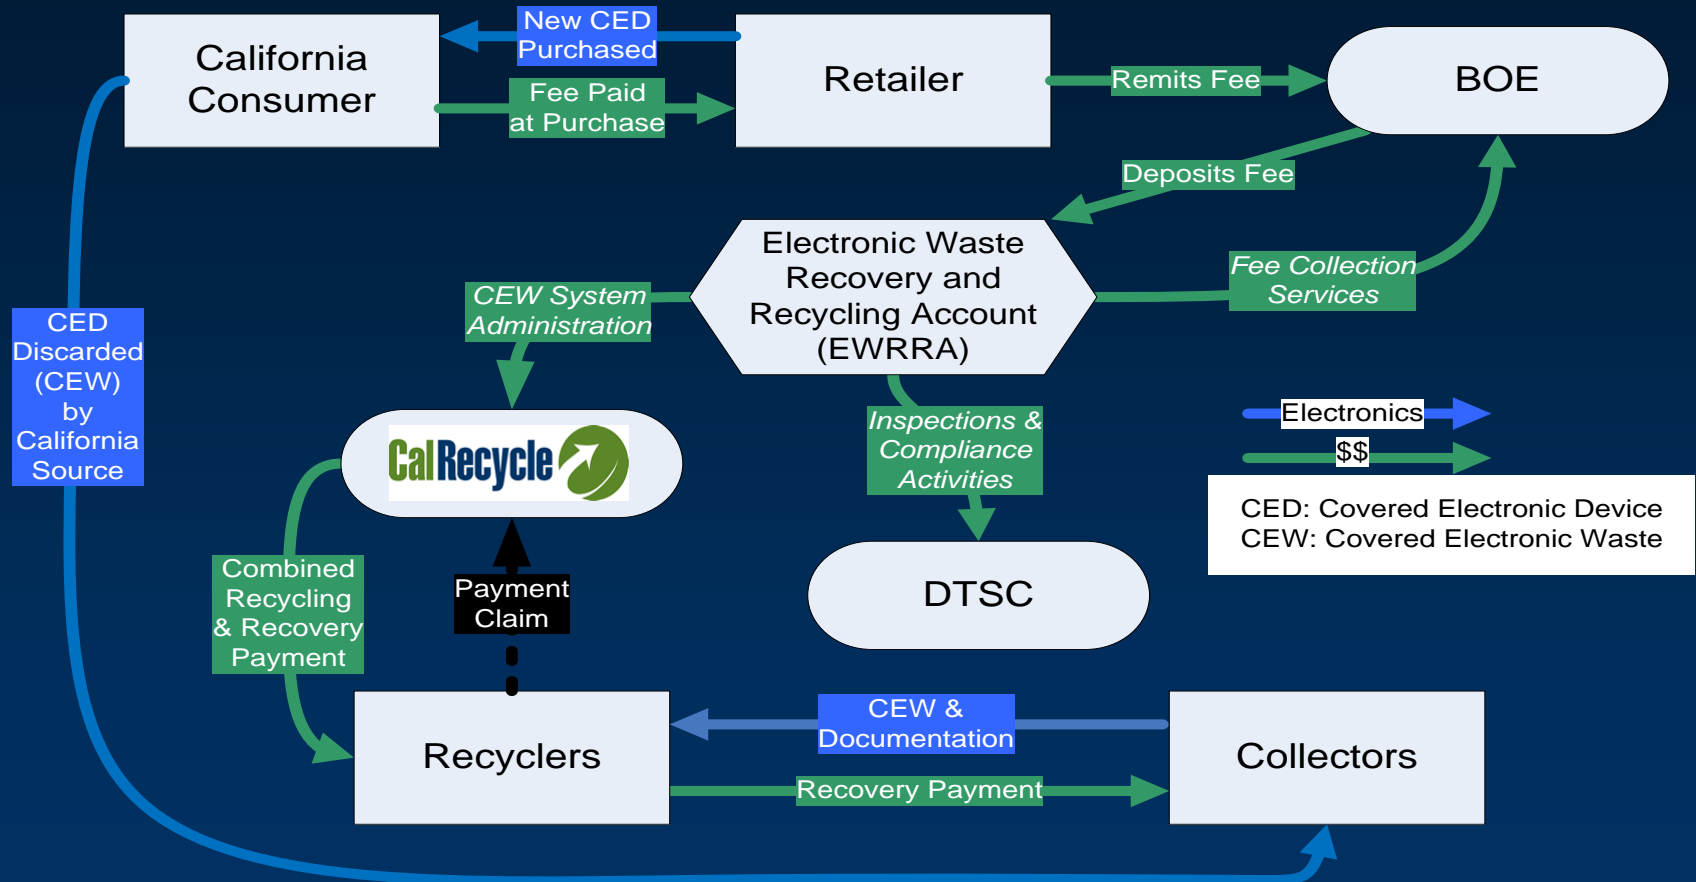 California
Consumer
New CED
Purchased
Fee Paid
at Purchase
Retailer
Remits Fee
BOE
Deposits Fee
Electronic Waste
Recovery and
Recycling Account
(EWRRA)
Fee Collection
Services
CEW System
Administration
CED
Discarded
(CEW)
by
California
Source
Inspections &
Compliance
Activities
Electronics
$$
CED: Covered Electronic Device
CEW: Covered Electronic Waste
CalRecycle
Combined
Recycling
& Recovery
Payment
Payment
Claim
DTSC
Recyclers
CEW &
Documentation
Recovery Payment
Collectors